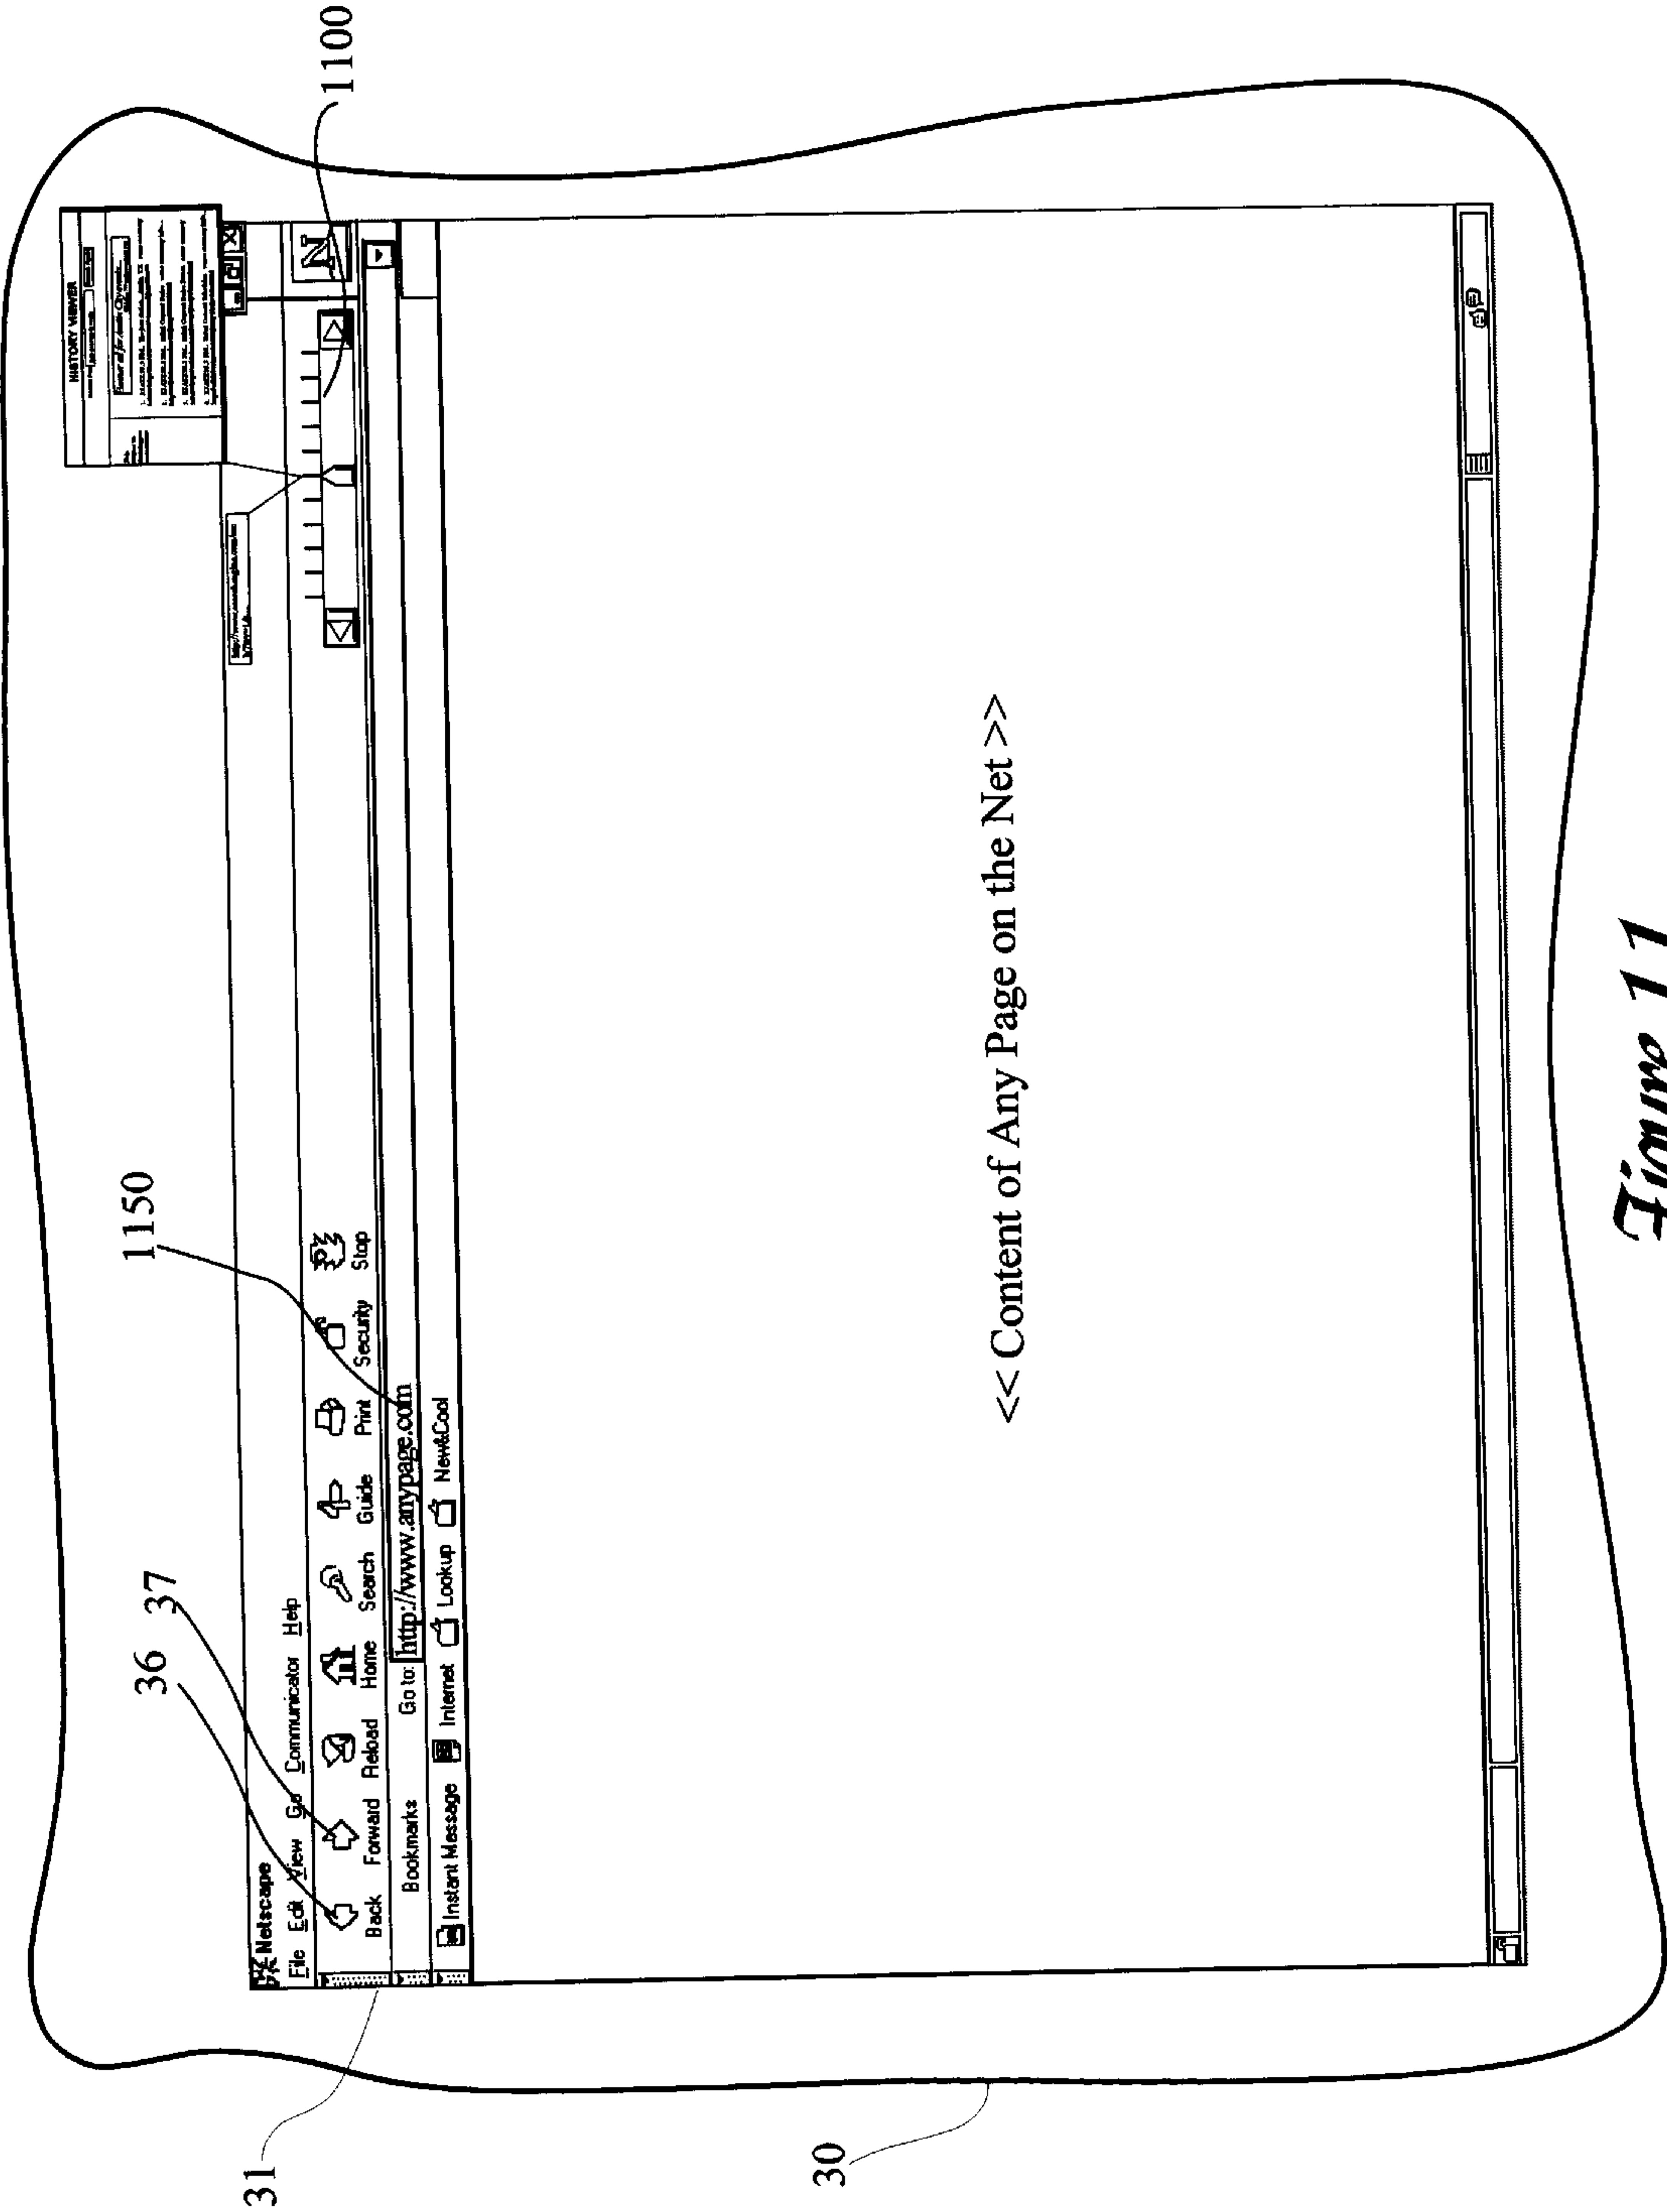 1100
HISTORY VIEWER
1150
36
37
31
Netscape
N
File Edit View Go Communicator Help
Back Forward Reload Home Search Guide Print Security Stop
Bookmarks Go to: http://www.anypage.com
Instant Message Internet Lookup New&Cool
<< Content of Any Page on the Net >>
30
Figure 11